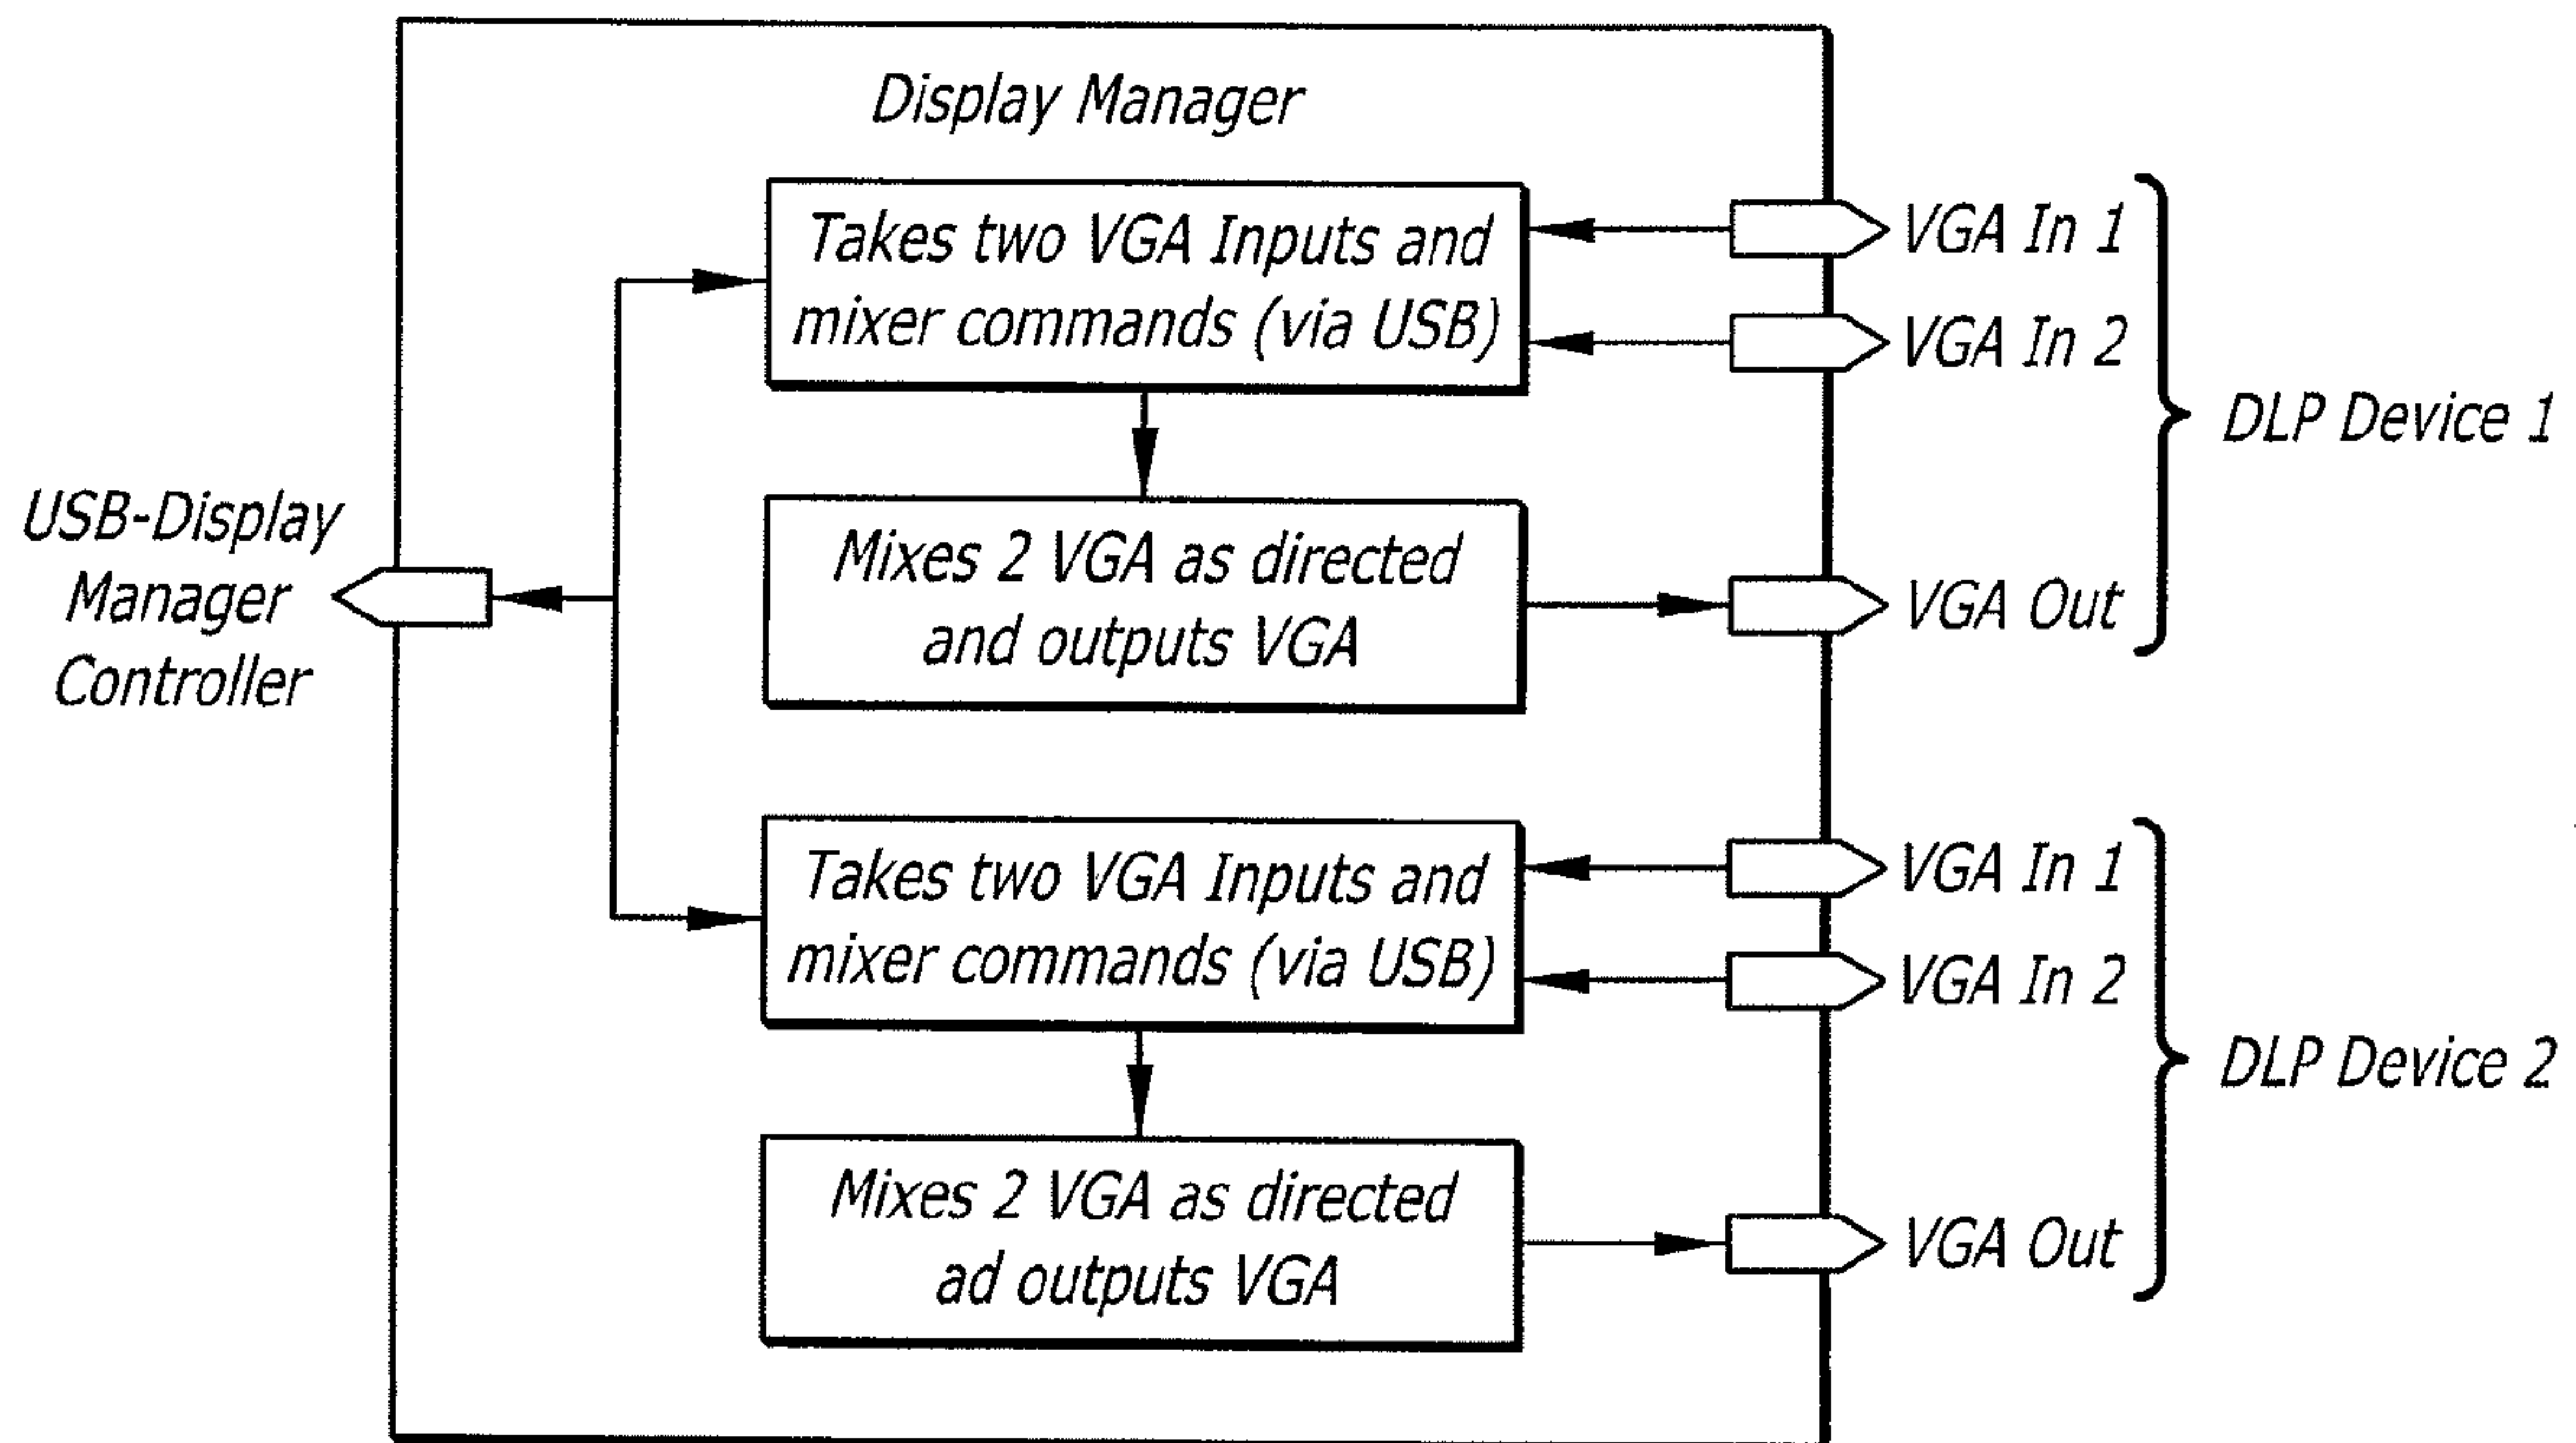 Display Manager
Takes two VGA Inputs and
mixer commands (via USB)
VGA In 1
VGA In 2
DLP Device 1
Mixes 2 VGA as directed
and outputs VGA
VGA Out
USB-Display
Manager
Controller
Takes two VGA Inputs and
mixer commands (via USB)
VGA In 1
VGA In 2
DLP Device 2
Mixes 2 VGA as directed
ad outputs VGA
VGA Out